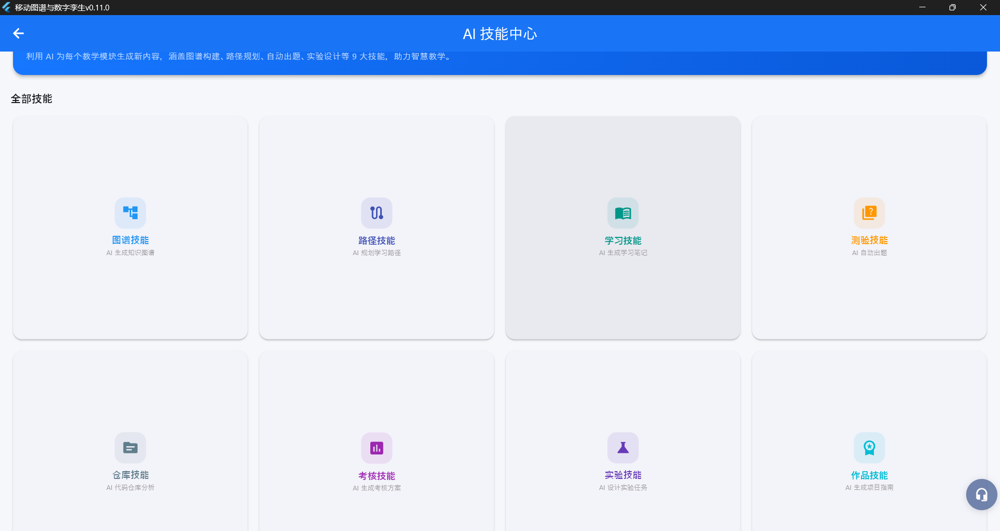 移动图谱与数字孪生v0.11.0
AI 技能中心
利用 AI 为每个教学模块生成新内容，涵盖图谱构建、路径规划、自动出题、实验设计等 9 大技能，助力智慧教学。
全部技能
图谱技能
AI 生成知识图谱
路径技能
AI 规划学习路径
学习技能
AI 生成学习笔记
测验技能
AI 自动出题
仓库技能
AI 代码仓库分析
考核技能
AI 生成考核方案
实验技能
AI 设计实验任务
作品技能
AI 生成项目指南